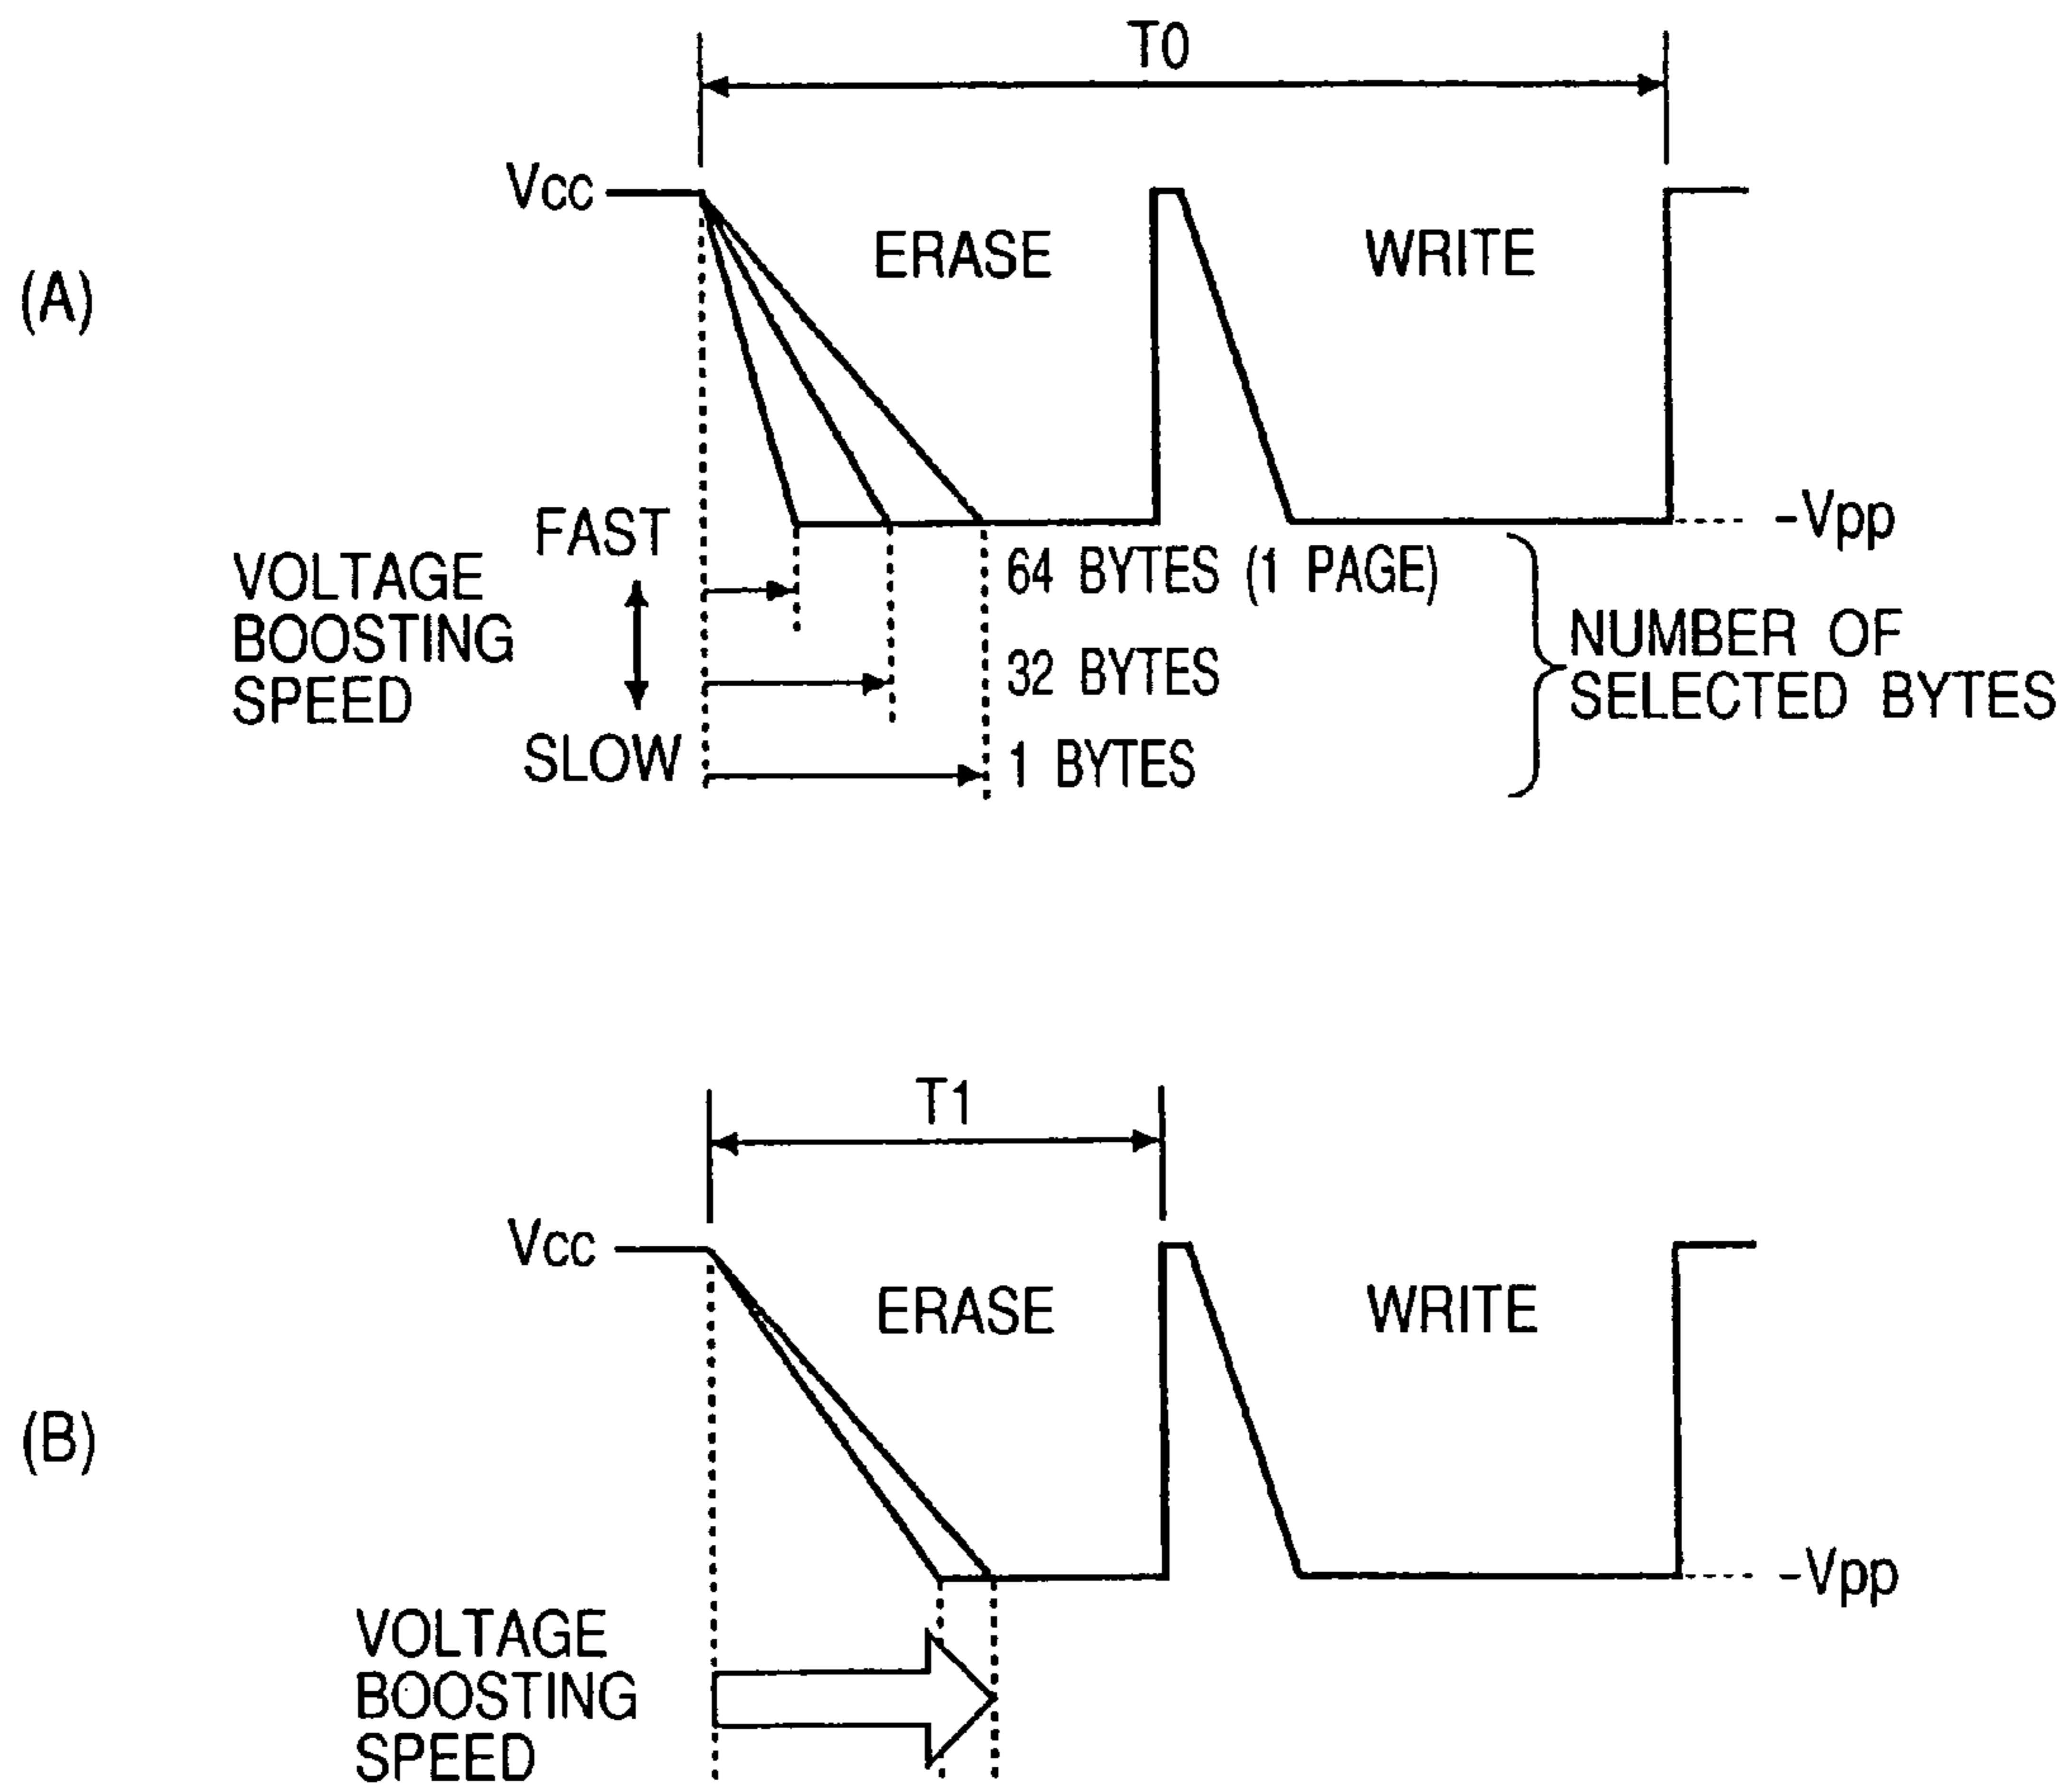 T0
Vcc
ERASE
WRITE
(A)
-Vpp
FAST
VOLTAGE
BOOSTING
SPEED
SLOW
64 BYTES (1 PAGE)
32 BYTES
1 BYTES
NUMBER OF
SELECTED BYTES
T1
Vcc
ERASE
WRITE
(B)
-Vpp
VOLTAGE
BOOSTING
SPEED